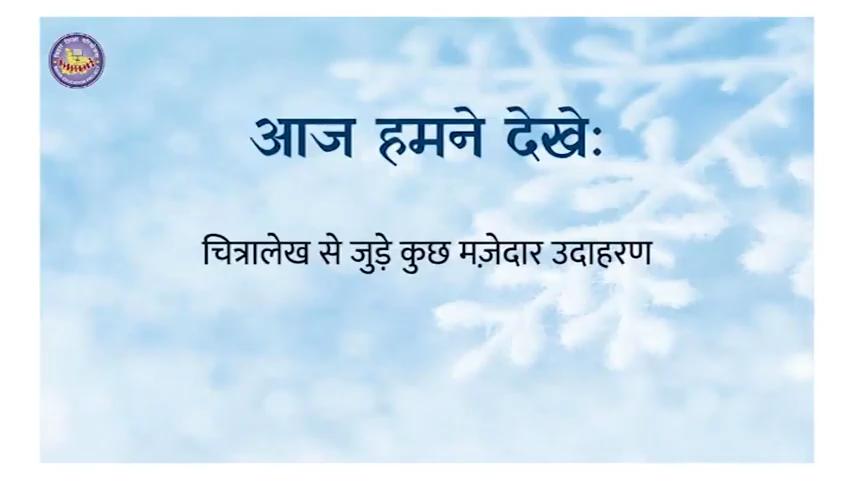 आज हमने देखे:
चित्रालेख से जुड़े कुछ मज़ेदार उदाहरण